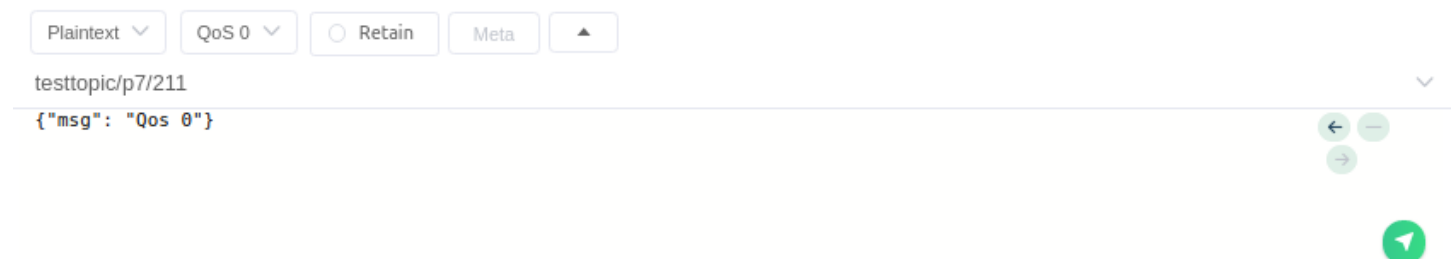 Plaintext QoS 0 Retain Meta
testtopic/p7/211
{"msg": "Qos 0"}